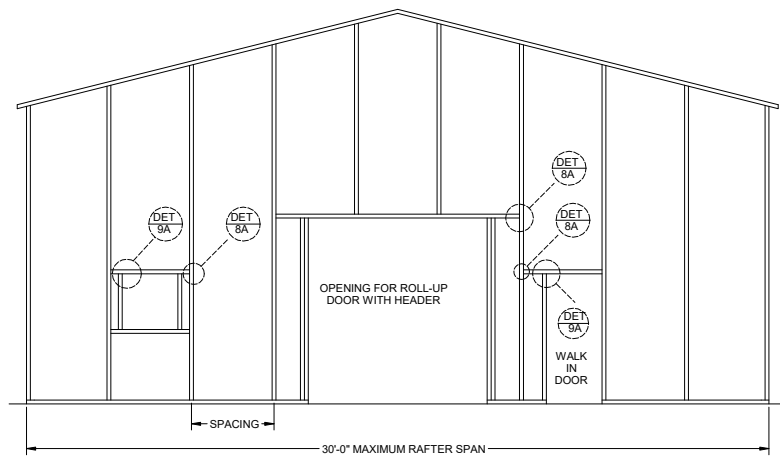 DET
8A
DET
9A
DET
8A
DET
8A
OPENING FOR ROLL-UP
DOOR WITH HEADER
DET
9A
WALK
IN
DOOR
SPACING
30'-0" MAXIMUM RAFTER SPAN